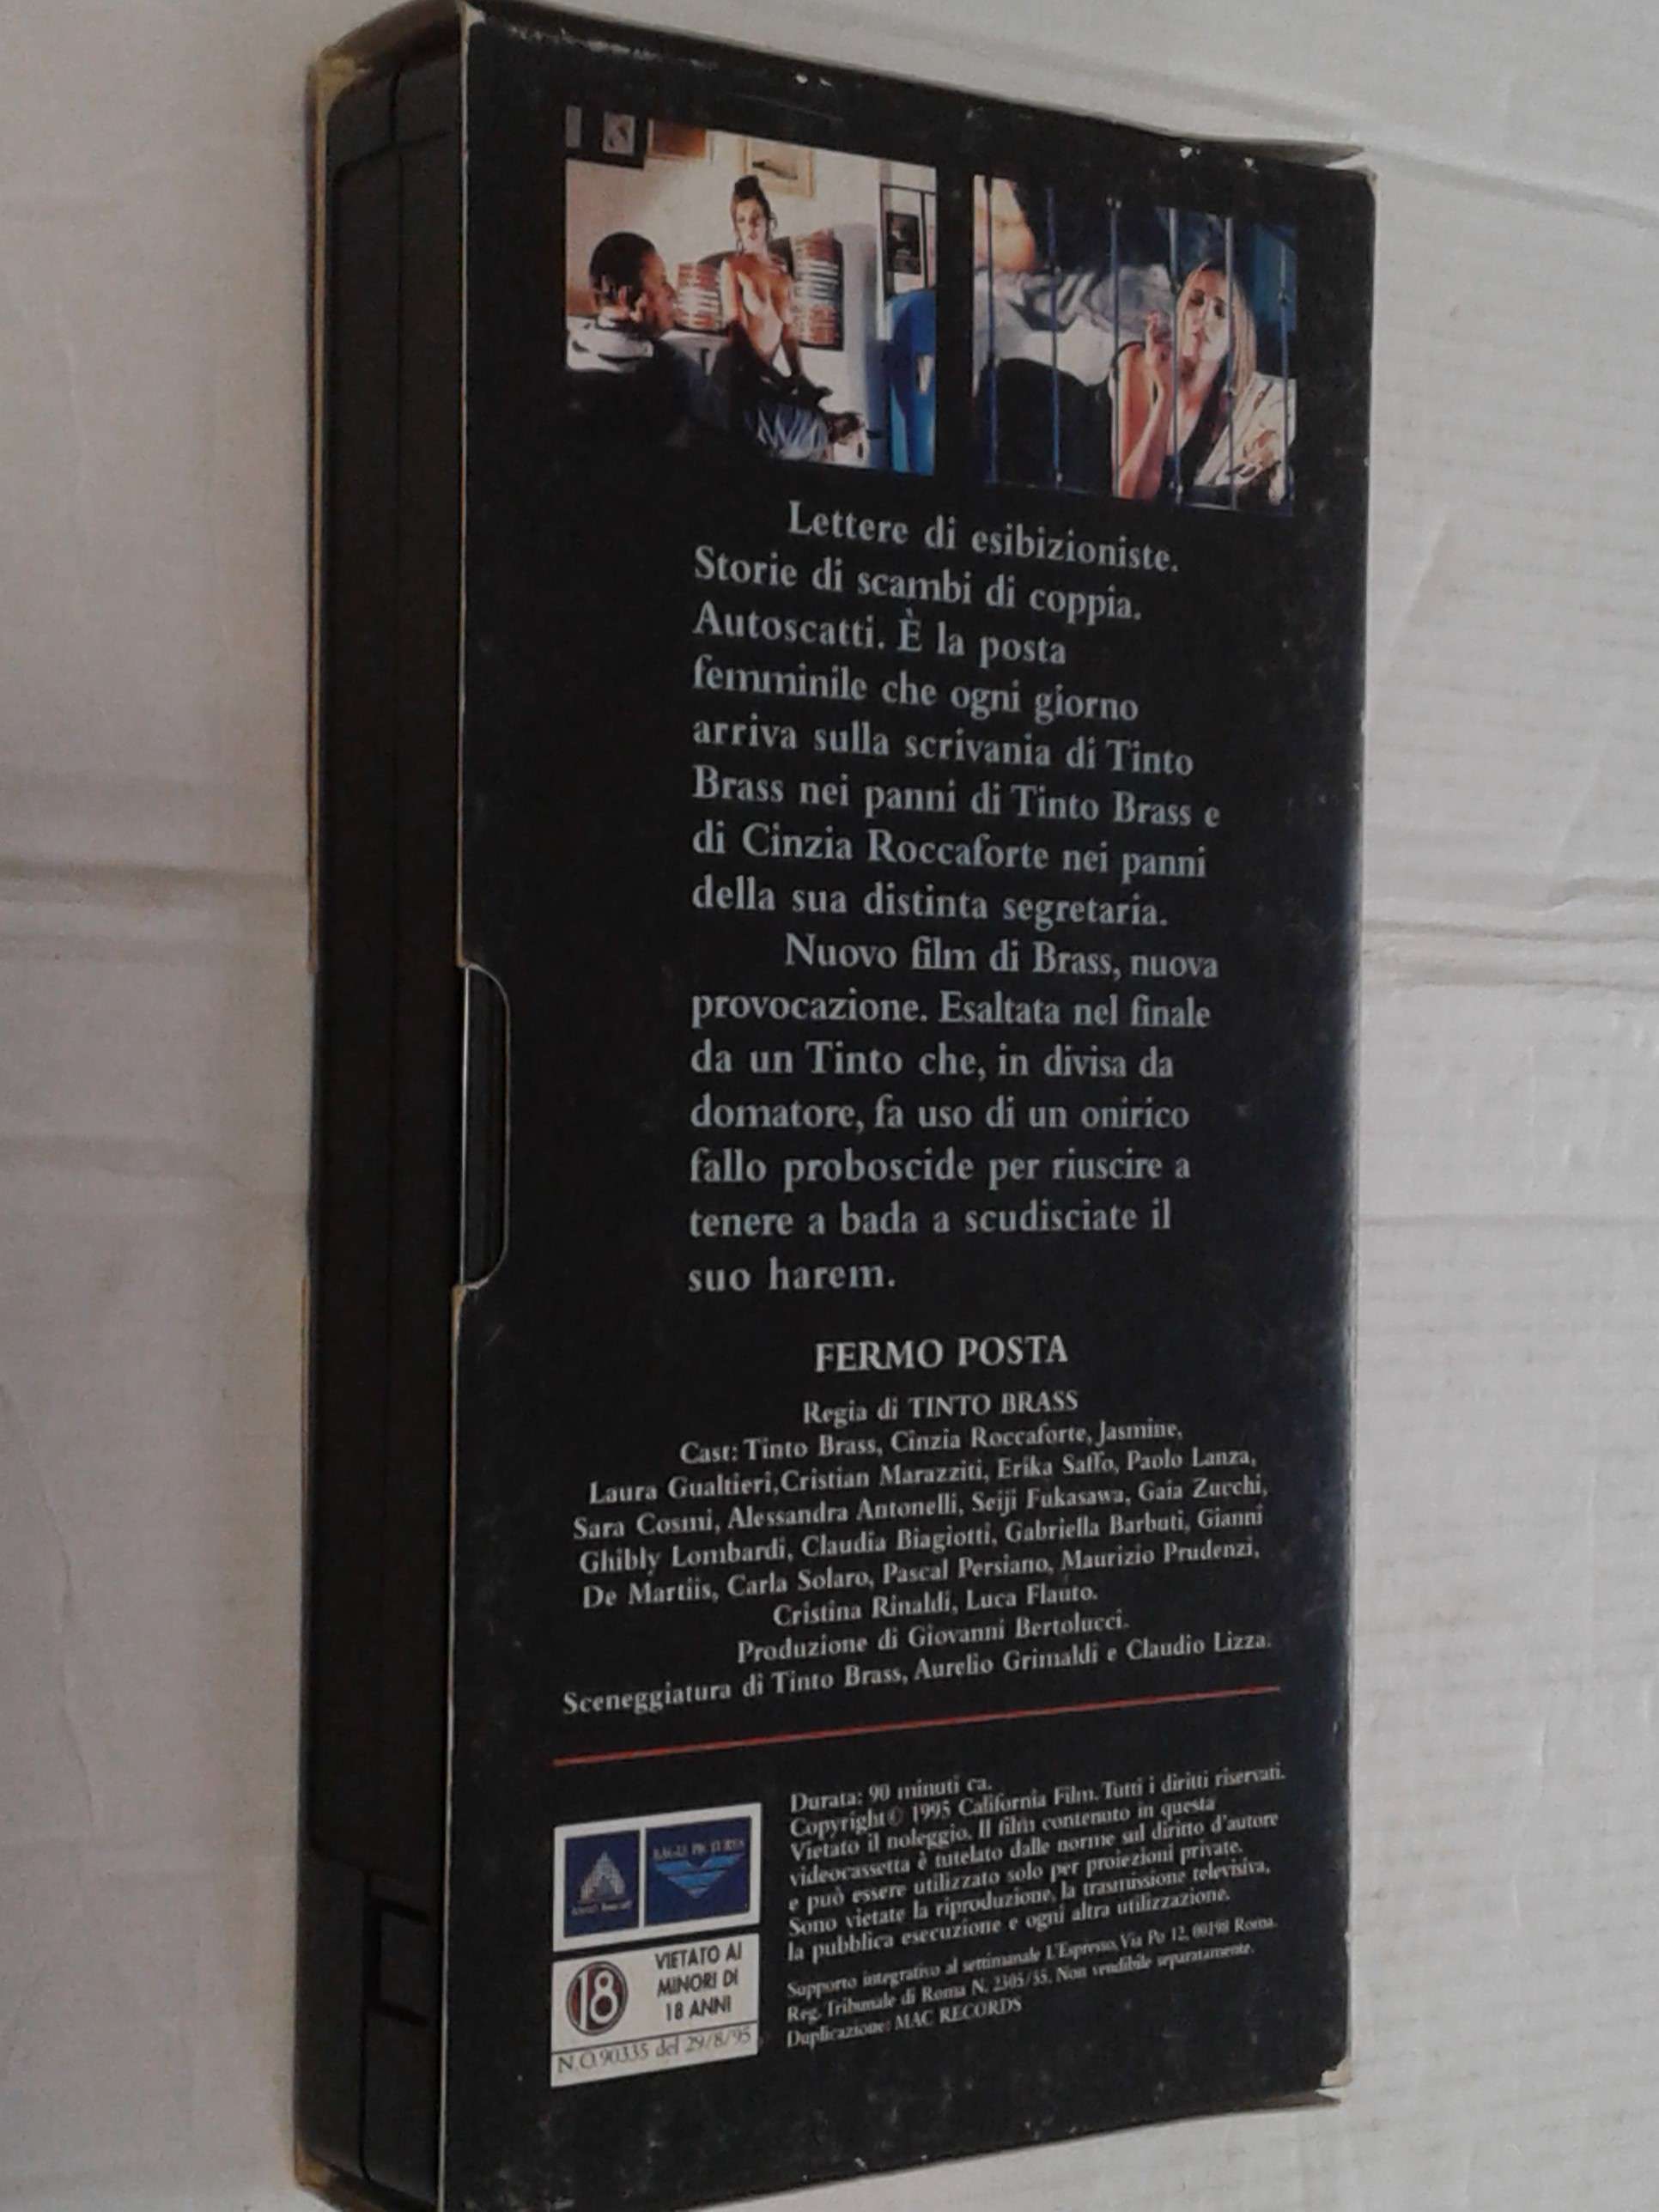 Lettere di esibizioniste.
Storie di scambi di coppia.
Autoscatti. È la posta
femminile che ogni giorno
arriva sulla scrivania di Tinto
Brass nei panni di Tinto Brass e
di Cinzia Roccaforte nei panni
della sua distinta segretaria.
Nuovo film di Brass, nuova
provocazione. Esaltata nel finale
da un Tinto che, in divisa da
domatore, fa uso di un onirico
fallo proboscide per riuscire a
tenere a bada a scudisciate il
suo harem.
FERMO POSTA
Regia di TINTO BRASS
Cast: Tinto Brass, Cinzia Roccaforte, Jasmine,
Laura Gualtieri, Cristian Marazziti, Erika Saffo, Paolo Lanza,
Sara Cosmi, Alessandra Antonelli, Seiji Fukasawa, Gaia Zucchi,
Ghibly Lombardi, Claudia Biagiotti, Gabriella Barbuti, Gianni
De Martiis, Carla Solaro, Pascal Persiano, Maurizio Prudenzi,
Cristina Rinaldi, Luca Flauto.
Produzione di Giovanni Bertolucci.
Sceneggiatura di Tinto Brass, Aurelio Grimaldi e Claudio Lizza.
Durata: 90 minuti ca.
Copyright © 1995 California Film. Tutti i diritti riservati.
Vietato il noleggio. Il film contenuto in questa
videocassetta è tutelato dalle norme sul diritto d'autore
e può essere utilizzato solo per proiezioni private.
Sono vietate la riproduzione, la trasmissione televisiva,
la pubblica esecuzione e ogni altra utilizzazione.
Supporto integrativo al settimanale L'Espresso, Via Po 12, 00198 Roma.
Reg. Tribunale di Roma N. 2305/55. Non vendibile separatamente.
Duplicazione: MAC RECORDS
EAGLE PICTURES
18
VIETATO AI
MINORI DI
18 ANNI
N.O.90335 del 29/8/95